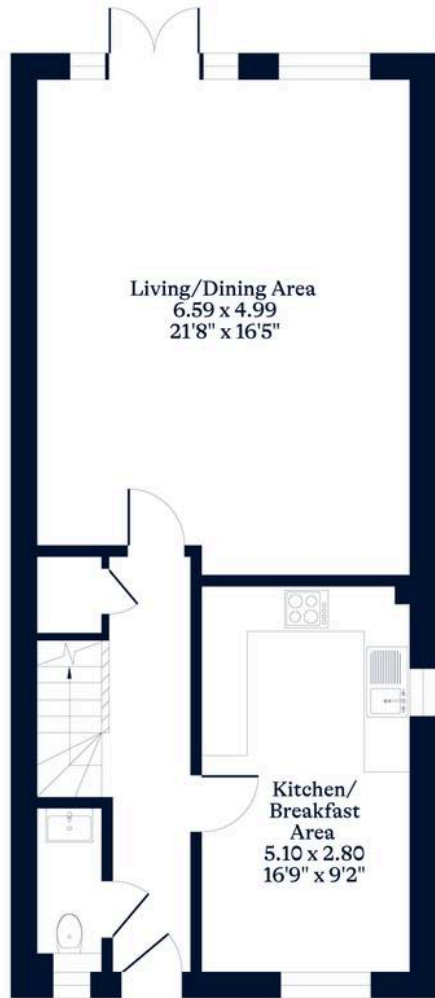 Living/Dining Area
6.59 x 4.99
21'8" x 16'5"
Kitchen/
Breakfast
Area
5.10 x 2.80
16'9" x 9'2"